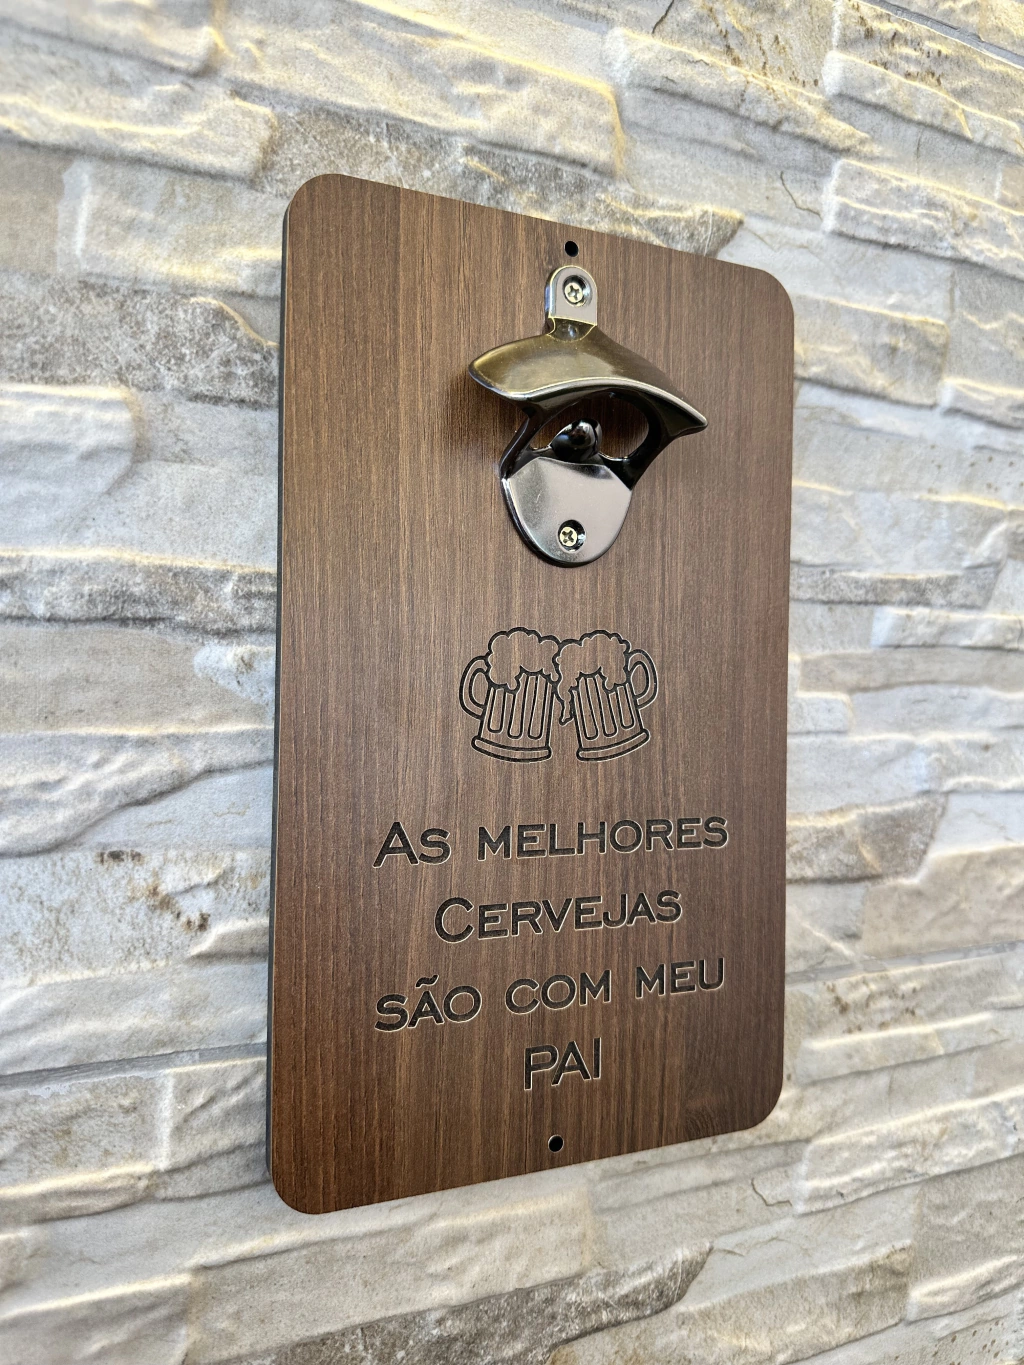 As melhores
Cervejas
são com meu
pai